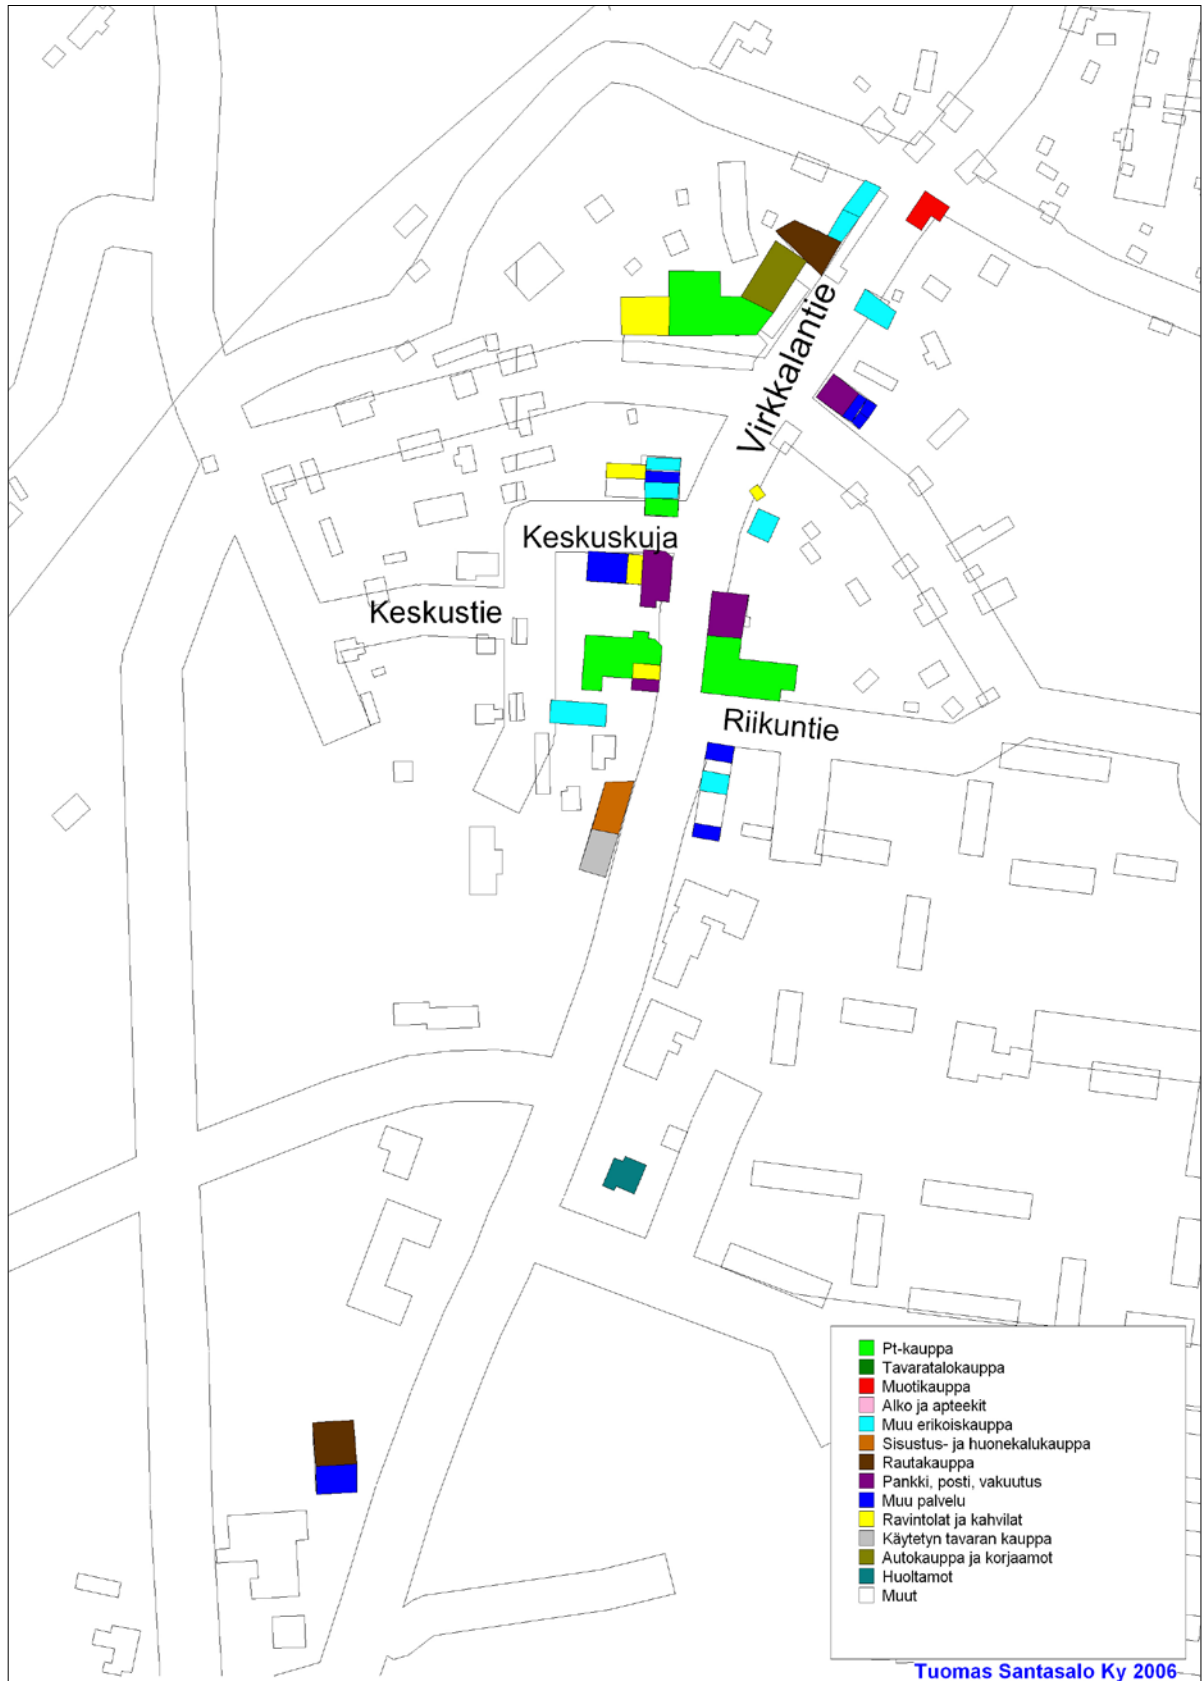 Virkkalantie
Keskuskuja
Keskustie
Riikuntie
Pt-kauppa
Tavaratalokauppa
Muotikauppa
Alko ja apteekit
Muu erikoiskauppa
Sisustus- ja huonekalukauppa
Rautakauppa
Pankki, posti, vakuutus
Muu palvelu
Ravintolat ja kahvilat
Käytetyn tavaran kauppa
Autokauppa ja korjaamot
Huoltamot
Muut
Tuomas Santasalo Ky 2006